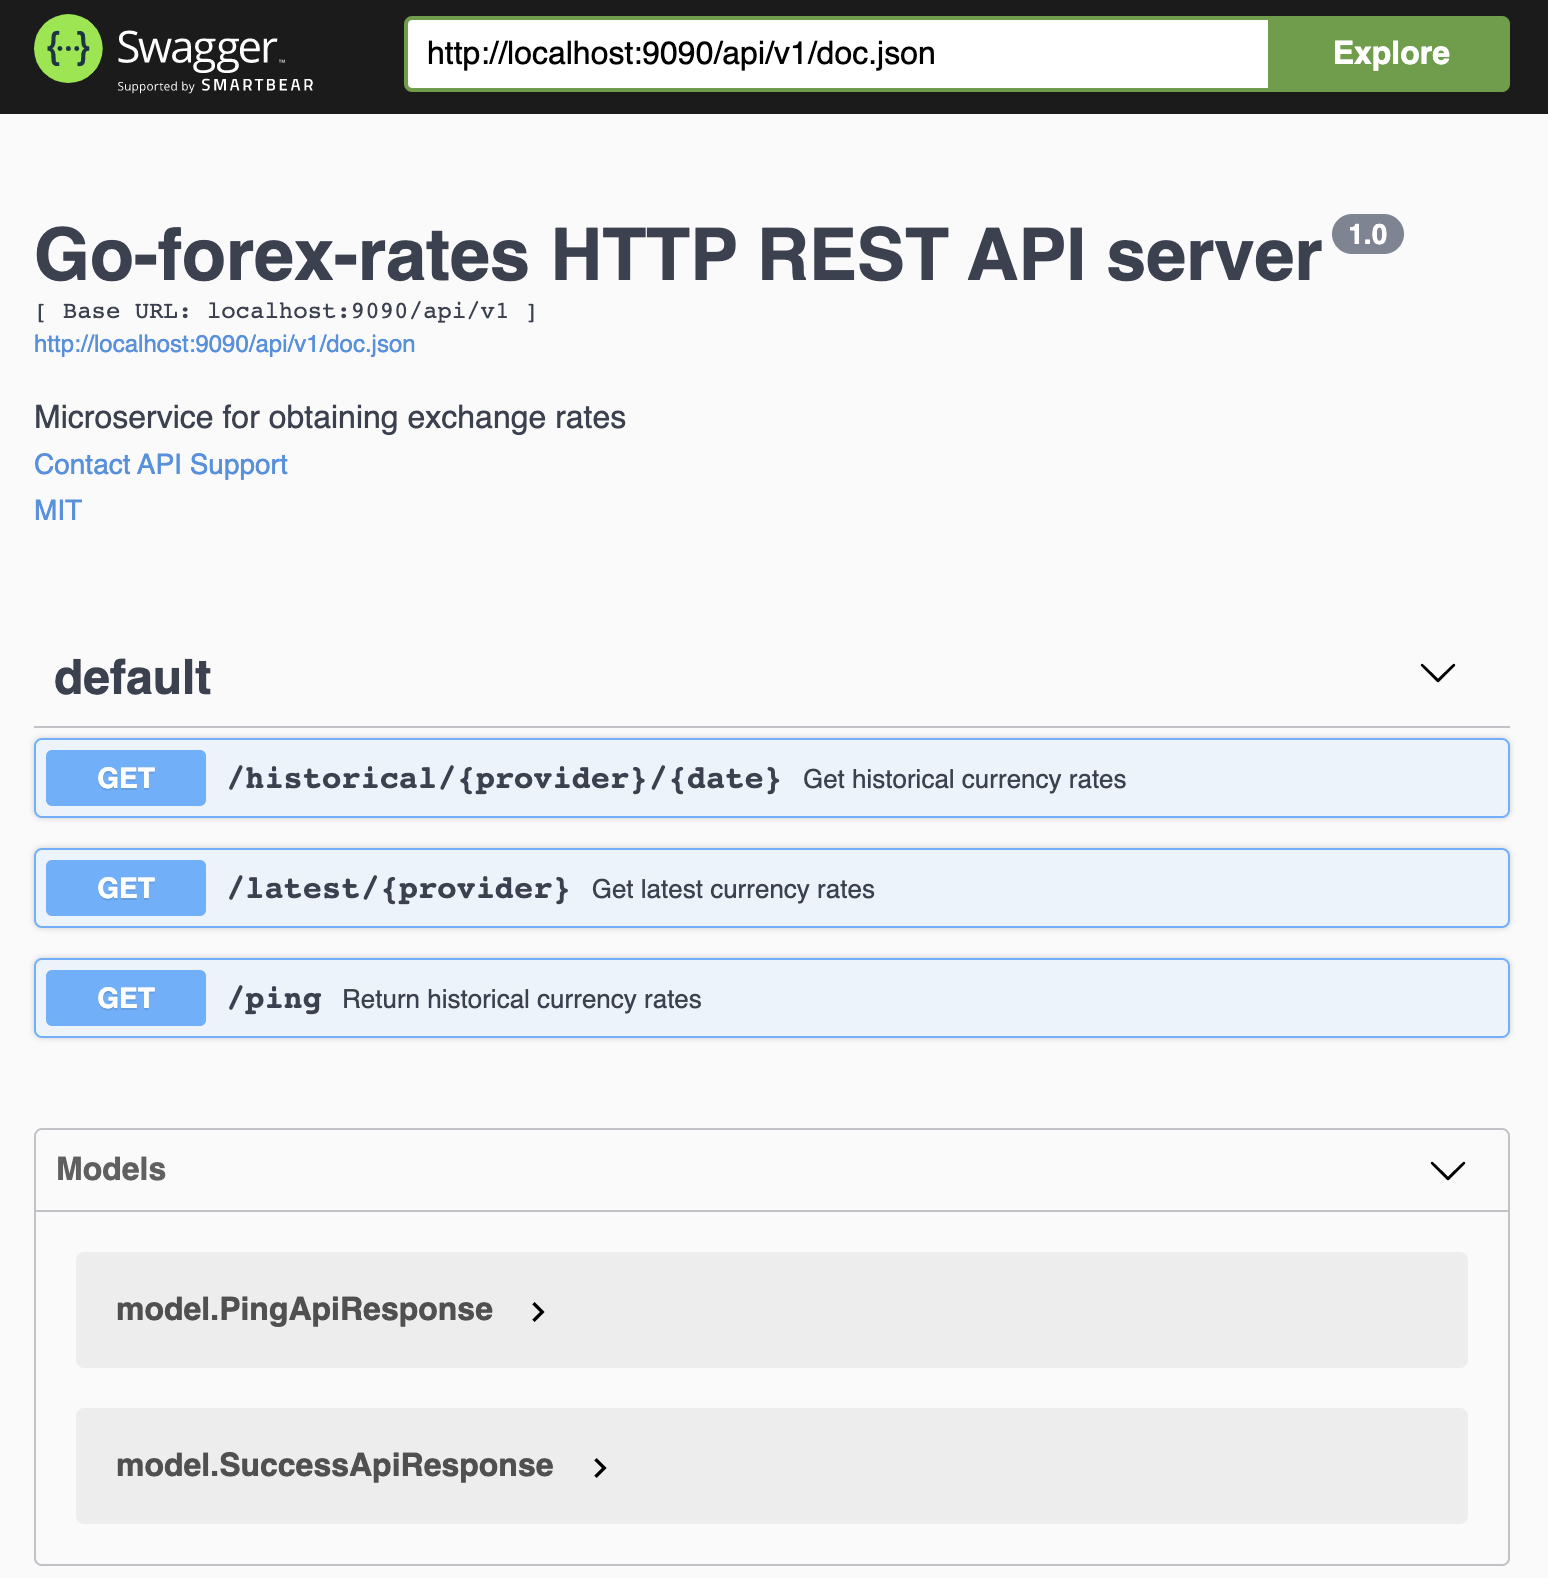 {···} Swagger™
Supported by SMARTBEAR
http://localhost:9090/api/v1/doc.json
Explore
Go-forex-rates HTTP REST API server 1.0
[ Base URL: localhost:9090/api/v1 ]
http://localhost:9090/api/v1/doc.json
Microservice for obtaining exchange rates
Contact API Support
MIT
default
GET /historical/{provider}/{date} Get historical currency rates
GET /latest/{provider} Get latest currency rates
GET /ping Return historical currency rates
Models
model.PingApiResponse
model.SuccessApiResponse